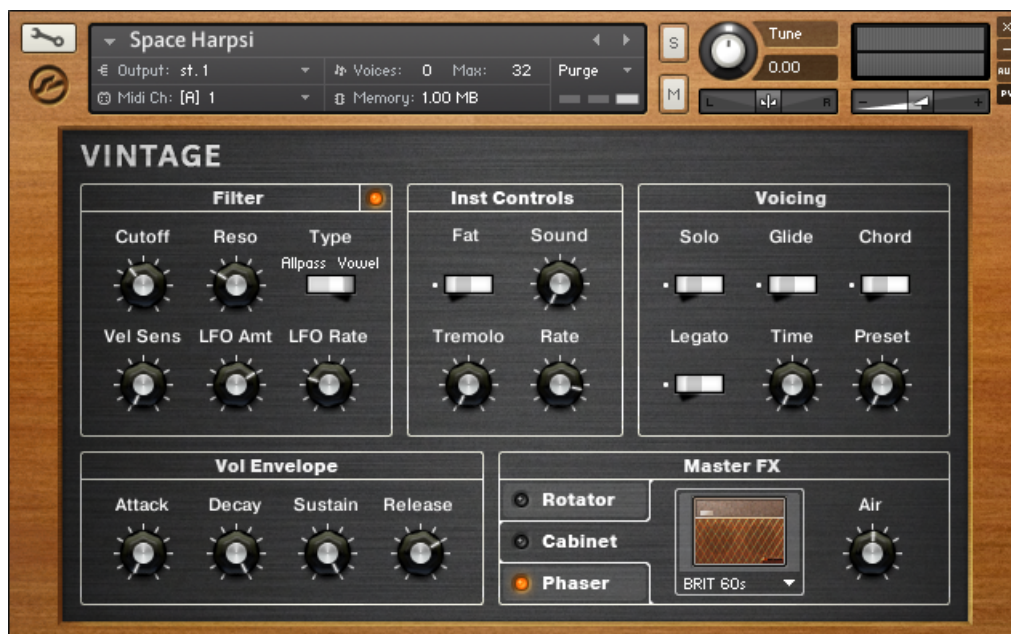 Space Harpsi
S
Tune
Output: st. 1
Voices: 0 Max: 32
Purge
0.00
Midi Ch: [A] 1
Memory: 1.00 MB
M
L
R
-
+
AU
PV
VINTAGE
Filter
Inst Controls
Voicing
Cutoff
Reso
Type
Fat
Sound
Solo
Glide
Chord
Allpass Vowel
Vel Sens
LFO Amt
LFO Rate
Tremolo
Rate
Legato
Time
Preset
Vol Envelope
Master FX
Attack
Decay
Sustain
Release
Rotator
Air
Cabinet
Phaser
BRIT 60s